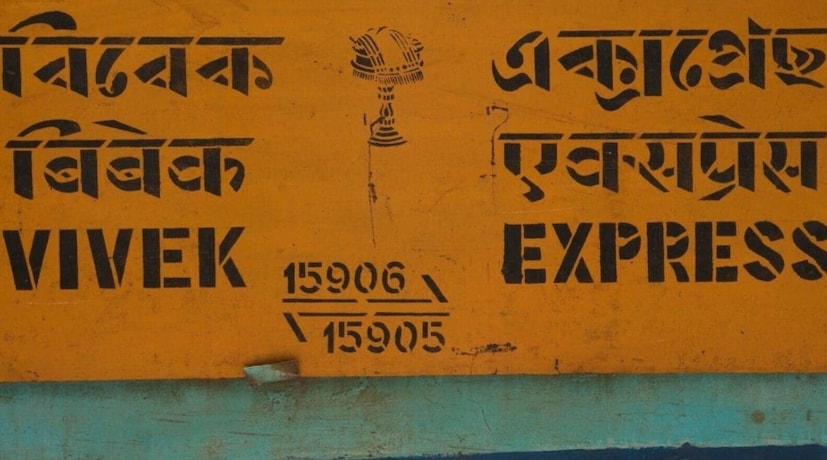 বিবেক এক্সপ্ৰেছ
बिबेक एक्सप्रेस
VIVEK EXPRESS
15906
15905